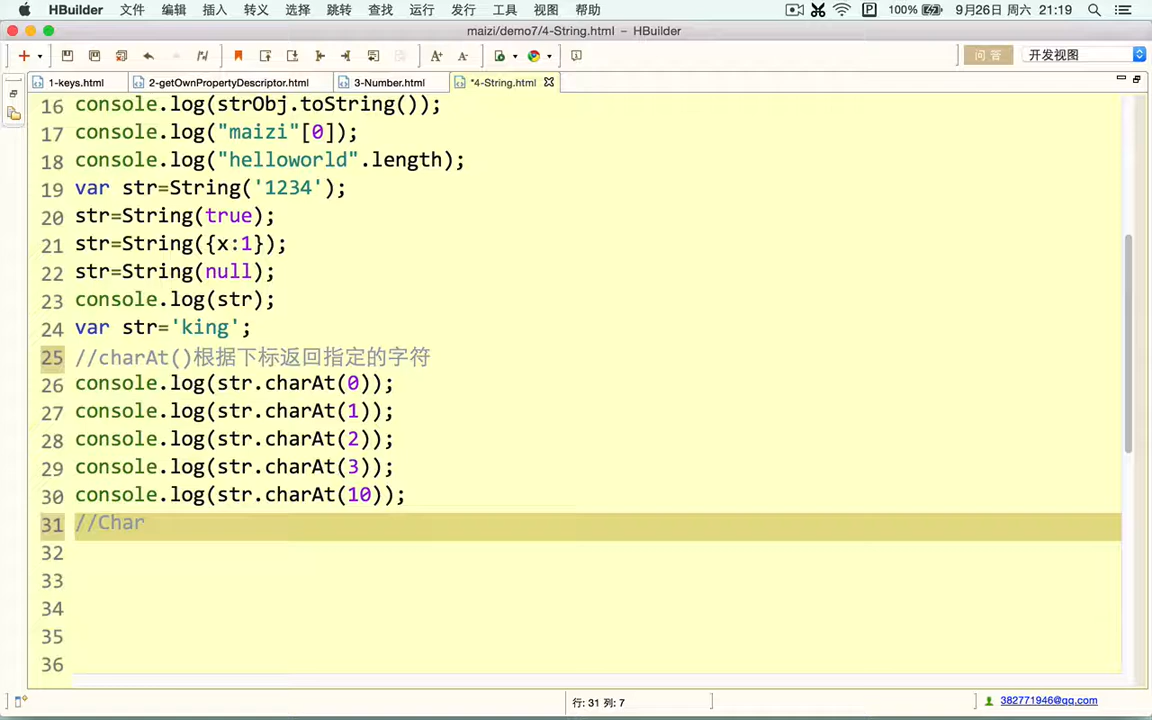 HBuilder 文件 编辑 插入 转义 选择 跳转 查找 运行 发行 工具 视图 帮助 100% 9月26日 周六 21:19
maizi/demo7/4-String.html – HBuilder
问答 开发视图
1-keys.html 2-getOwnPropertyDescriptor.html 3-Number.html *4-String.html
16 console.log(strObj.toString());
17 console.log("maizi"[0]);
18 console.log("helloworld".length);
19 var str=String('1234');
20 str=String(true);
21 str=String({x:1});
22 str=String(null);
23 console.log(str);
24 var str='king';
25 //charAt()根据下标返回指定的字符
26 console.log(str.charAt(0));
27 console.log(str.charAt(1));
28 console.log(str.charAt(2));
29 console.log(str.charAt(3));
30 console.log(str.charAt(10));
31 //Char
32
33
34
35
36
行: 31 列: 7 382771946@qq.com